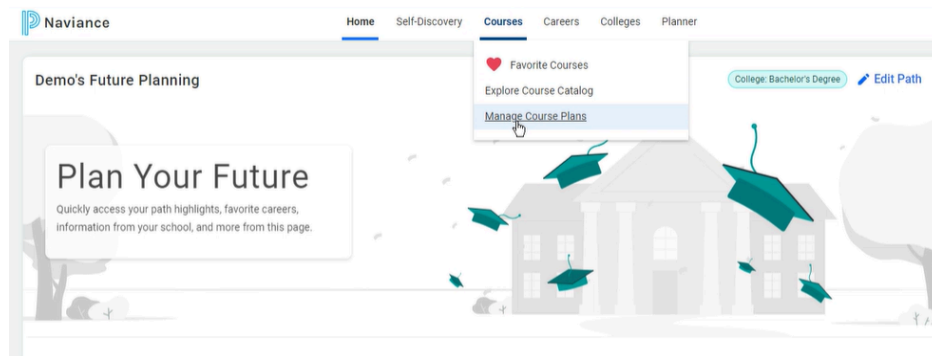 Naviance
Home Self-Discovery Courses Careers Colleges Planner
Favorite Courses
Explore Course Catalog
Manage Course Plans
Demo's Future Planning
College: Bachelor's Degree
Edit Path
Plan Your Future
Quickly access your path highlights, favorite careers,
information from your school, and more from this page.